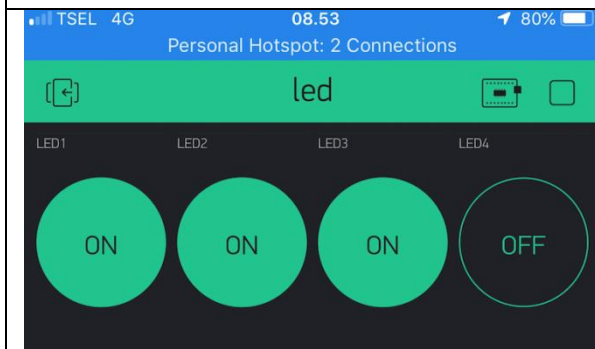 TSEL 4G 08.53 80%
Personal Hotspot: 2 Connections
led
LED1 LED2 LED3 LED4
ON ON ON OFF